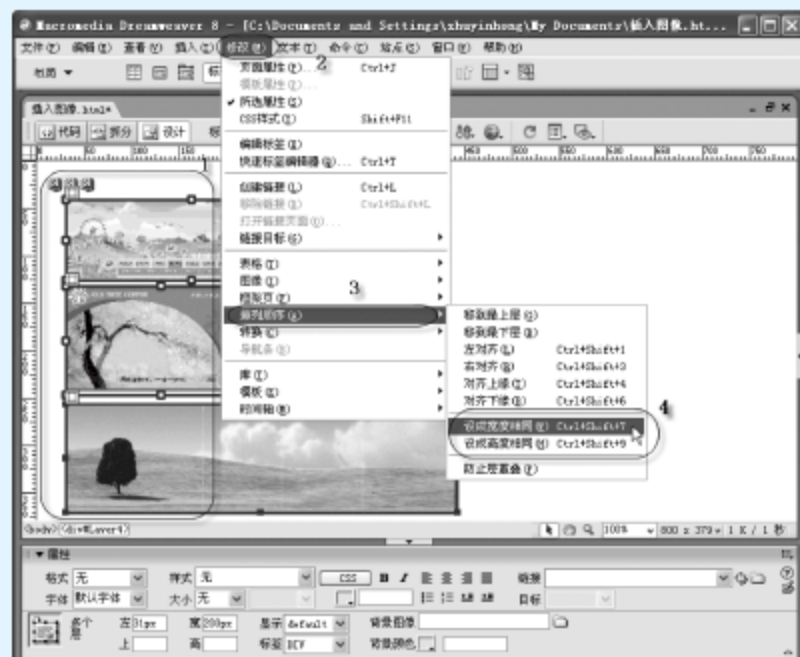 Macromedia Dreamweaver 8 - [C:\Documents and Settings\zhuyinhong\My Documents\插入图像.ht...
文件(F) 编辑(E) 查看(V) 插入(I) 修改(M) 文本(T) 命令(C) 站点(S) 窗口(W) 帮助(H)
2
布局
页面属性(P)... Ctrl+J
模板属性(P)...
✓ 所选属性(S)
CSS样式(I) Shift+F11
插入图像.html*
代码 拆分 设计 标
编辑标签(E)
快速标签编辑器(Q)... Ctrl+T
0 50 100 150 450 500 550 600 650 700 750
1
创建链接(L) Ctrl+L
移除链接(R) Ctrl+Shift+L
打开链接页面(O)...
链接目标(G)
表格(T)
图像(I)
3
框架页(F)
排列顺序(A)
转换(C)
导航条(B)
库(I)
模板(E)
时间轴(M)
移到最上层(G)
移到最下层(D)
左对齐(L) Ctrl+Shift+1
右对齐(R) Ctrl+Shift+3
对齐上缘(T) Ctrl+Shift+4
对齐下缘(B) Ctrl+Shift+6
4
设成宽度相同(W) Ctrl+Shift+7
设成高度相同(H) Ctrl+Shift+9
防止层重叠(P)
<body><div#Layer4> 100% 800 x 379 1 K / 1 秒
属性
格式 无 样式 无 CSS B I 链接
字体 默认字体 大小 无 目标
多个层 左 31px 宽 200px 显示 default 背景图像
上 高 标签 DIV 背景颜色